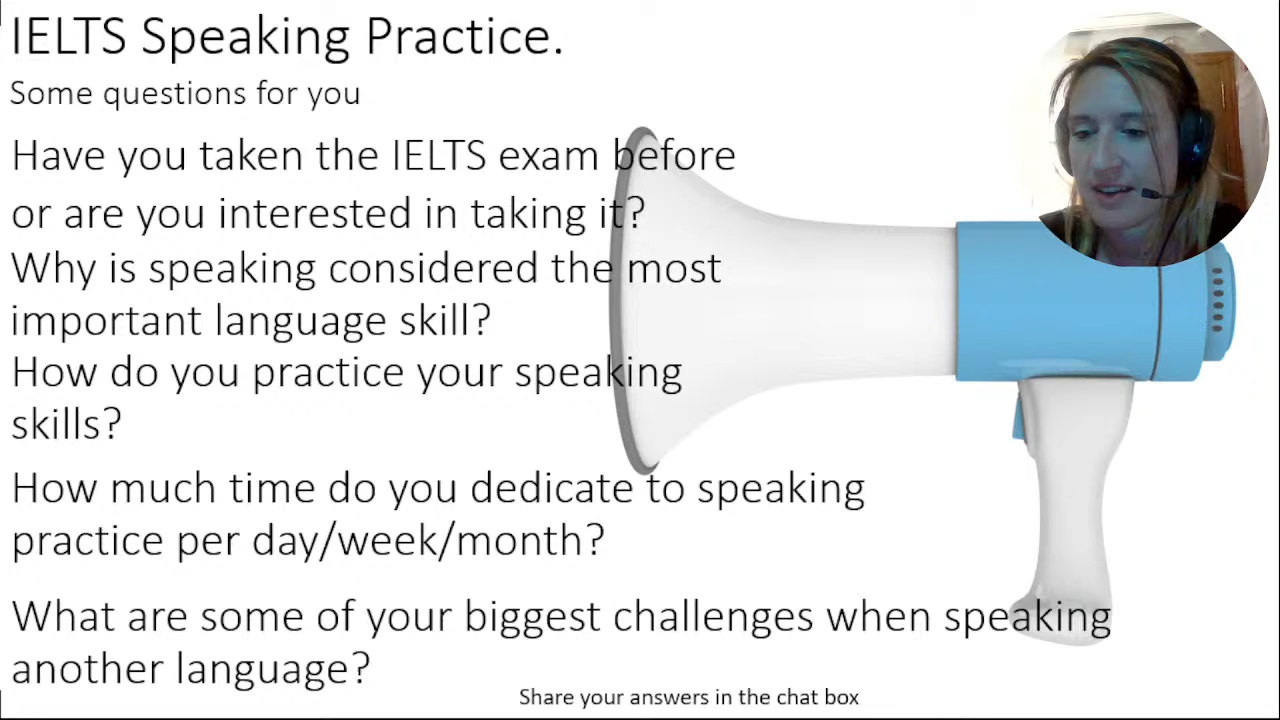 IELTS Speaking Practice.
Some questions for you
Have you taken the IELTS exam before
or are you interested in taking it?
Why is speaking considered the most
important language skill?
How do you practice your speaking
skills?
How much time do you dedicate to speaking
practice per day/week/month?
What are some of your biggest challenges when speaking
another language?
Share your answers in the chat box